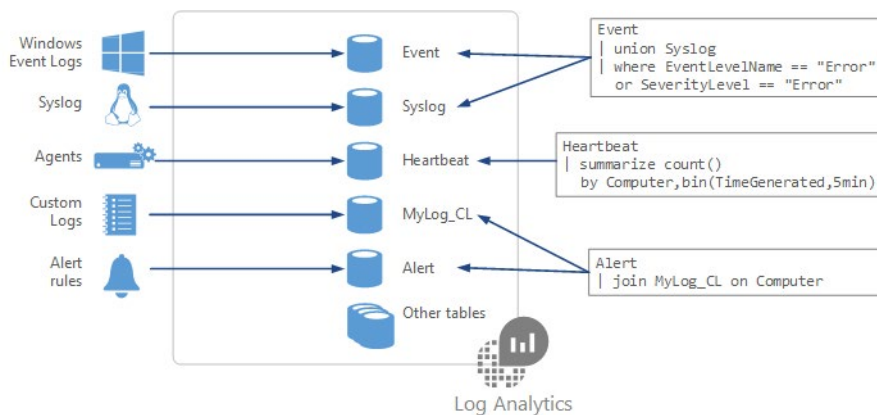 Windows
Event Logs
Event
Syslog
Syslog
Agents
Heartbeat
Custom
Logs
MyLog_CL
Alert
rules
Alert
Other tables
Log Analytics
Event
| union Syslog
| where EventLevelName == "Error"
or SeverityLevel == "Error"
Heartbeat
| summarize count()
by Computer,bin(TimeGenerated,5min)
Alert
| join MyLog_CL on Computer